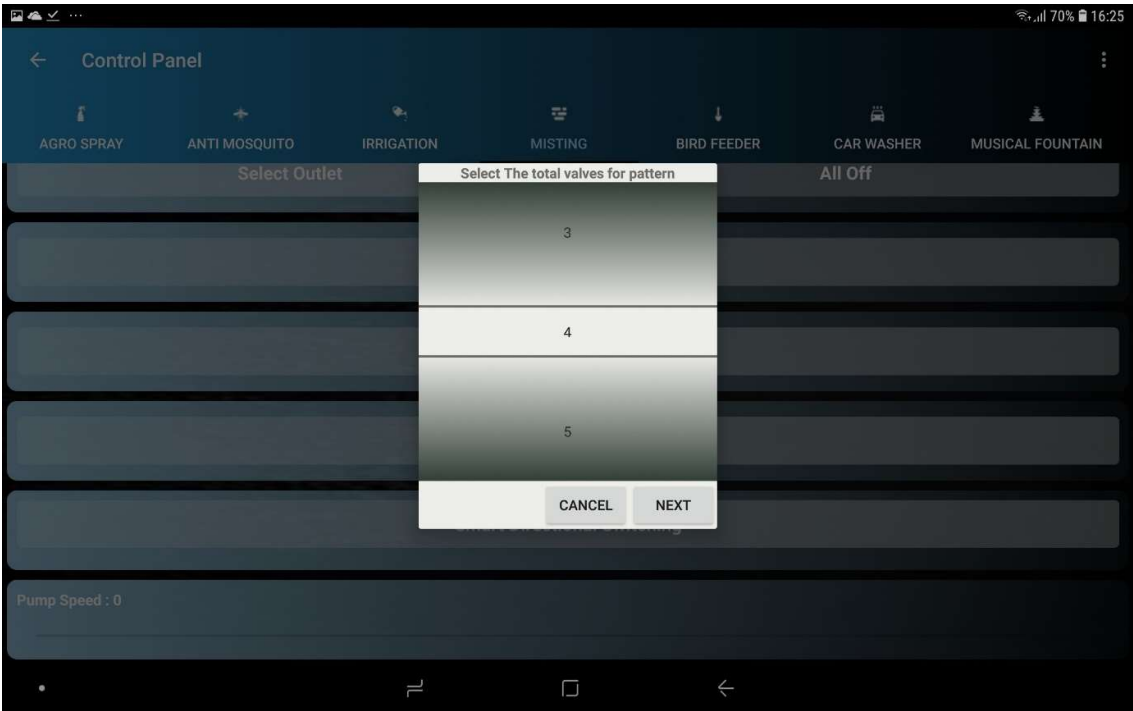 70% 16:25
Control Panel
AGRO SPRAY ANTI MOSQUITO IRRIGATION MISTING BIRD FEEDER CAR WASHER MUSICAL FOUNTAIN
Select Outlet All Off
Select The total valves for pattern
3
4
5
CANCEL NEXT
Pump Speed : 0